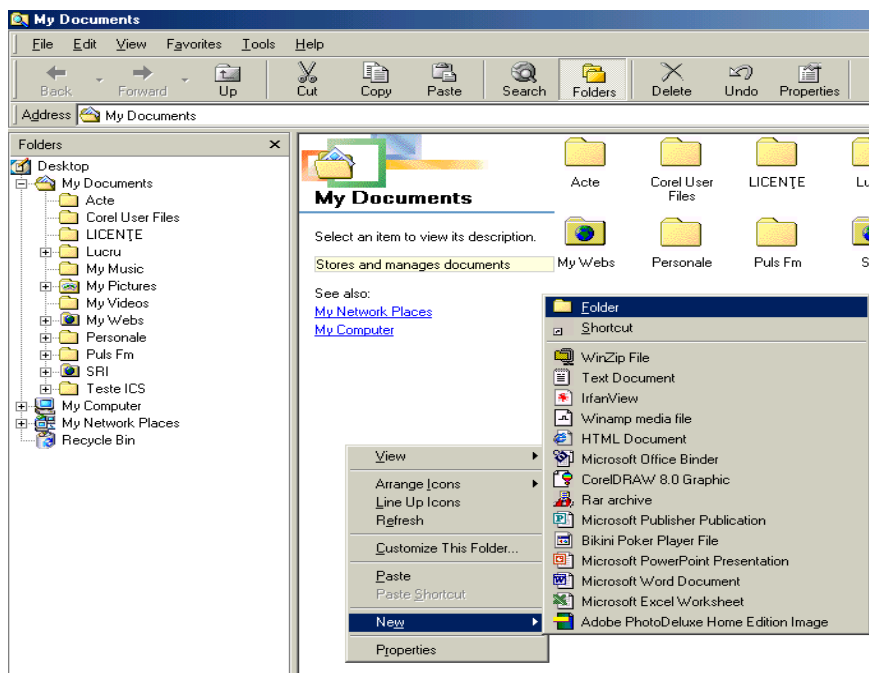 My Documents
File Edit View Favorites Tools Help
Back Forward Up Cut Copy Paste Search Folders Delete Undo Properties
Address My Documents
Folders
Desktop
My Documents
Acte
Corel User Files
LICENŢE
Lucru
My Music
My Pictures
My Videos
My Webs
Personale
Puls Fm
SRI
Teste ICS
My Computer
My Network Places
Recycle Bin
My Documents
Select an item to view its description.
Stores and manages documents
See also:
My Network Places
My Computer
Acte Corel User LICENŢE Lu
Files
My Webs Personale Puls Fm S
View
Arrange Icons
Line Up Icons
Refresh
Customize This Folder...
Paste
Paste Shortcut
New
Properties
Folder
Shortcut
WinZip File
Text Document
IrfanView
Winamp media file
HTML Document
Microsoft Office Binder
CorelDRAW 8.0 Graphic
Rar archive
Microsoft Publisher Publication
Bikini Poker Player File
Microsoft PowerPoint Presentation
Microsoft Word Document
Microsoft Excel Worksheet
Adobe PhotoDeluxe Home Edition Image